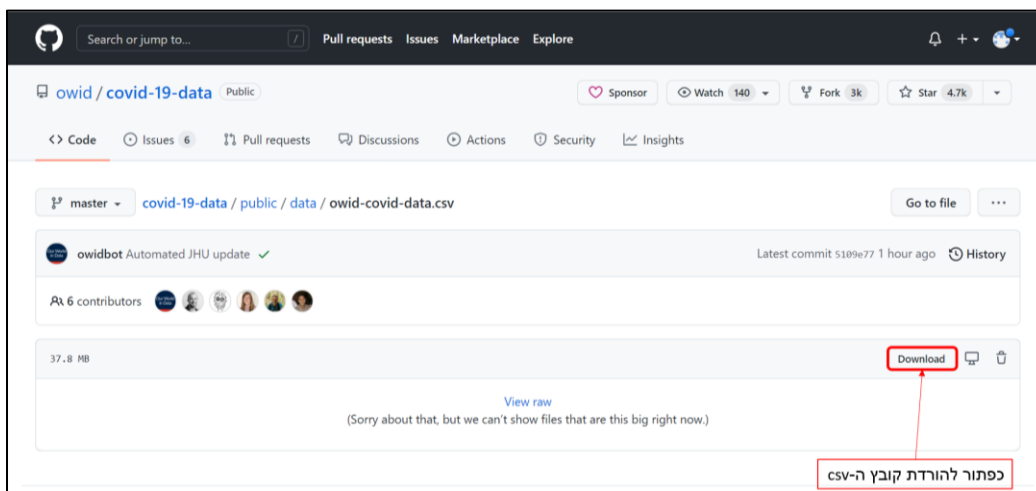 Search or jump to... / Pull requests Issues Marketplace Explore
owid / covid-19-data Public Sponsor Watch 140 Fork 3k Star 4.7k
<> Code Issues 6 Pull requests Discussions Actions Security Insights
master covid-19-data / public / data / owid-covid-data.csv Go to file ...
owidbot Automated JHU update Latest commit 5109e77 1 hour ago History
6 contributors
37.8 MB Download
View raw
(Sorry about that, but we can't show files that are this big right now.)
כפתור להורדת קובץ ה-csv